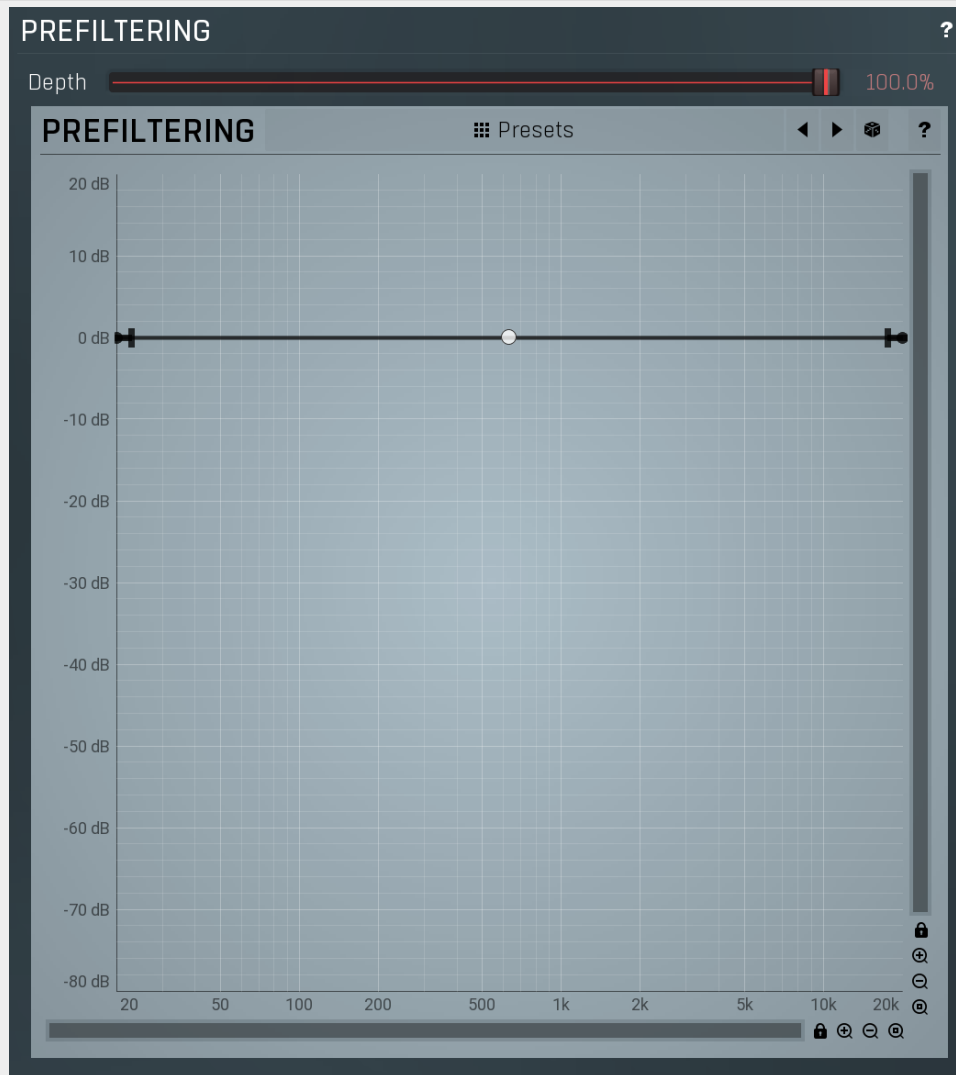 PREFILTERING ?
Depth 100.0%
PREFILTERING Presets ?
20 dB
10 dB
0 dB
-10 dB
-20 dB
-30 dB
-40 dB
-50 dB
-60 dB
-70 dB
-80 dB
20 50 100 200 500 1k 2k 5k 10k 20k